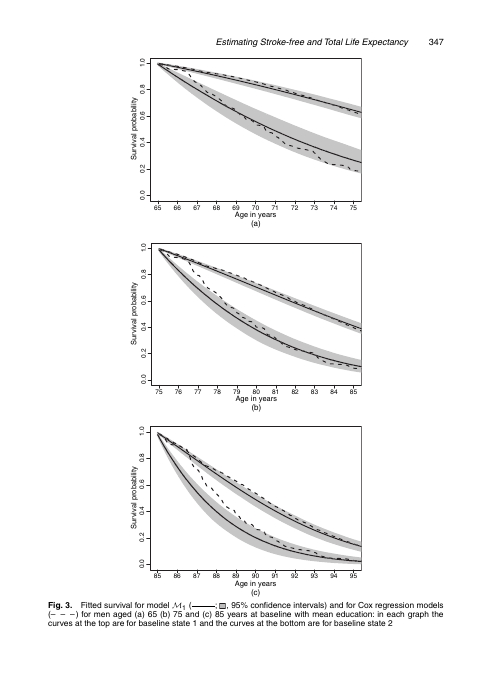 Estimating Stroke-free and Total Life Expectancy 347
Survival probability
0.0 0.2 0.4 0.6 0.8 1.0
65 66 67 68 69 70 71 72 73 74 75
Age in years
(a)
Survival probability
0.0 0.2 0.4 0.6 0.8 1.0
75 76 77 78 79 80 81 82 83 84 85
Age in years
(b)
Survival probability
0.0 0.2 0.4 0.6 0.8 1.0
85 86 87 88 89 90 91 92 93 94 95
Age in years
(c)
Fig. 3. Fitted survival for model ℳ1 (——; ▒, 95% confidence intervals) and for Cox regression models
(– – –) for men aged (a) 65 (b) 75 and (c) 85 years at baseline with mean education: in each graph the
curves at the top are for baseline state 1 and the curves at the bottom are for baseline state 2